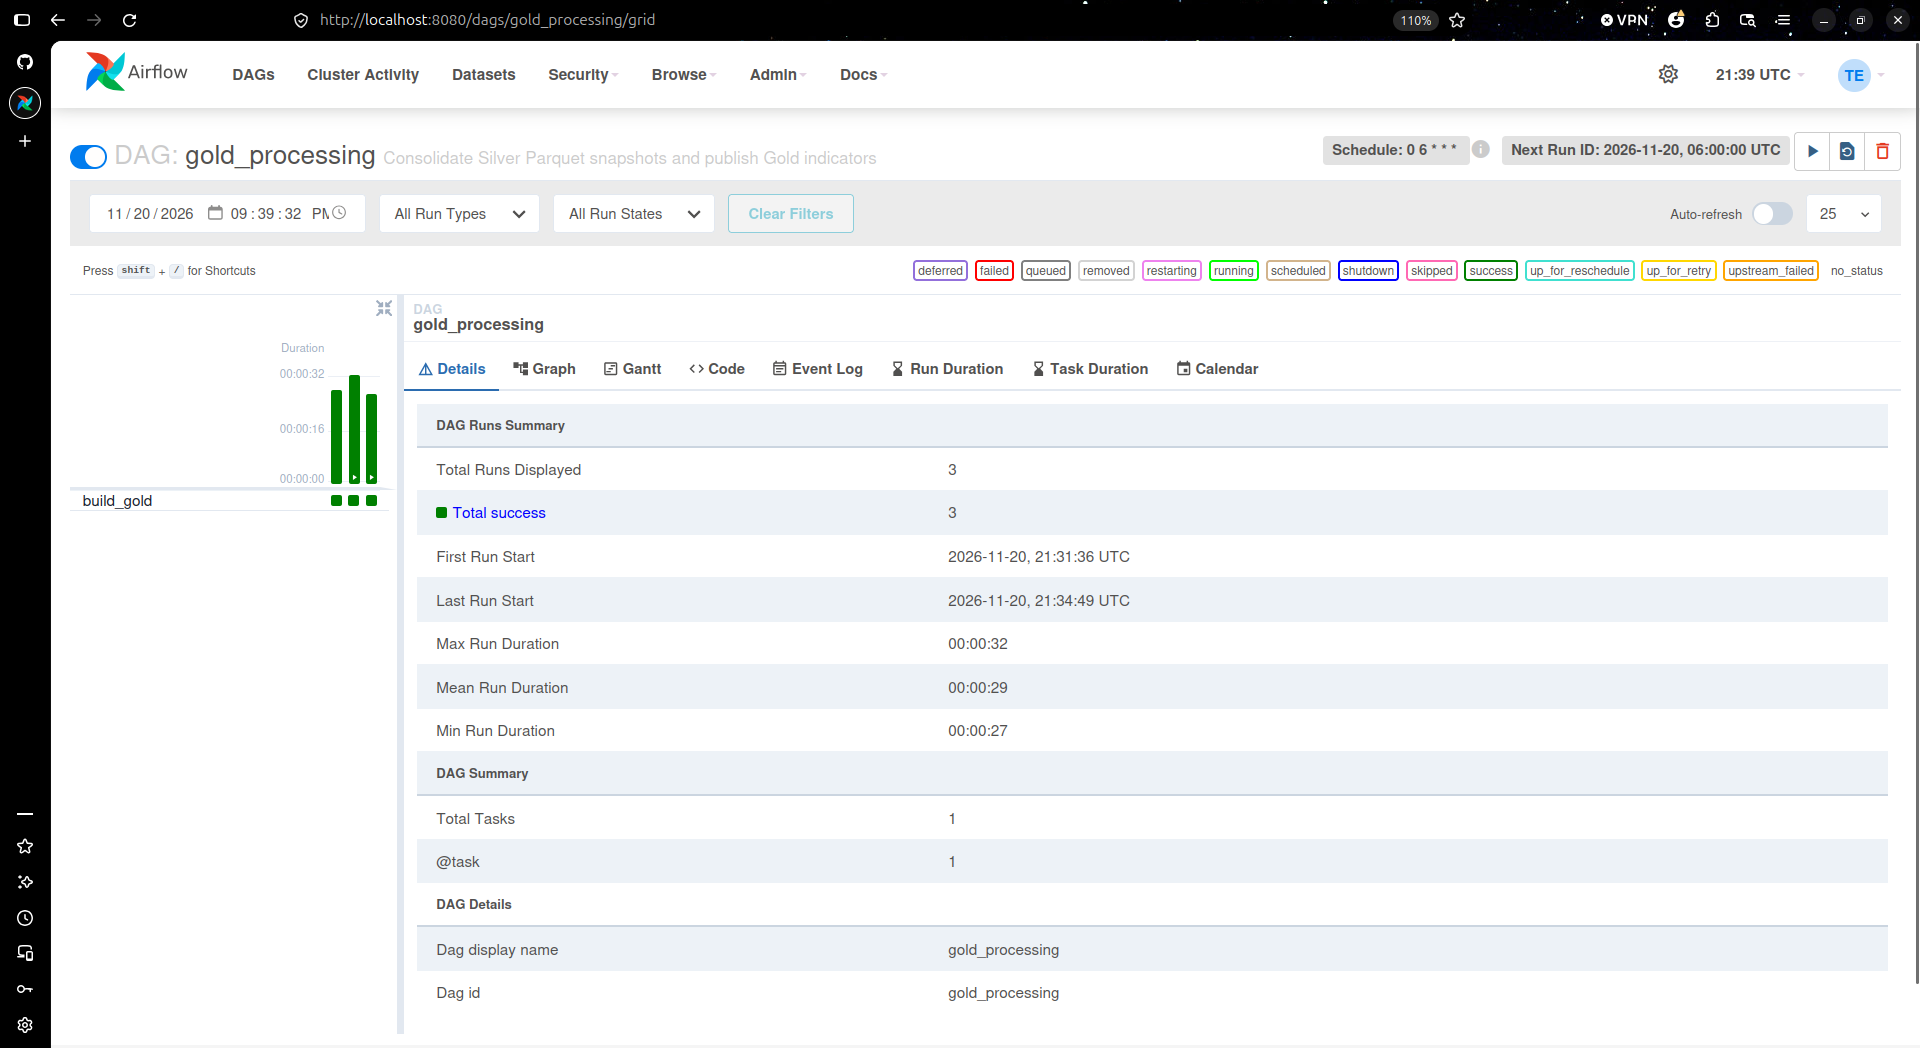 http://localhost:8080/dags/gold_processing/grid
110%
VPN
Airflow
DAGs
Cluster Activity
Datasets
Security
Browse
Admin
Docs
21:39 UTC
TE
DAG: gold_processing Consolidate Silver Parquet snapshots and publish Gold indicators
Schedule: 0 6 * * *
Next Run ID: 2026-11-20, 06:00:00 UTC
11/20/2026 09:39:32 PM
All Run Types
All Run States
Clear Filters
Auto-refresh
25
Press shift + / for Shortcuts
deferred
failed
queued
removed
restarting
running
scheduled
shutdown
skipped
success
up_for_reschedule
up_for_retry
upstream_failed
no_status
Duration
00:00:32
00:00:16
00:00:00
build_gold
DAG
gold_processing
Details
Graph
Gantt
Code
Event Log
Run Duration
Task Duration
Calendar
DAG Runs Summary
Total Runs Displayed 3
Total success 3
First Run Start 2026-11-20, 21:31:36 UTC
Last Run Start 2026-11-20, 21:34:49 UTC
Max Run Duration 00:00:32
Mean Run Duration 00:00:29
Min Run Duration 00:00:27
DAG Summary
Total Tasks 1
@task 1
DAG Details
Dag display name gold_processing
Dag id gold_processing